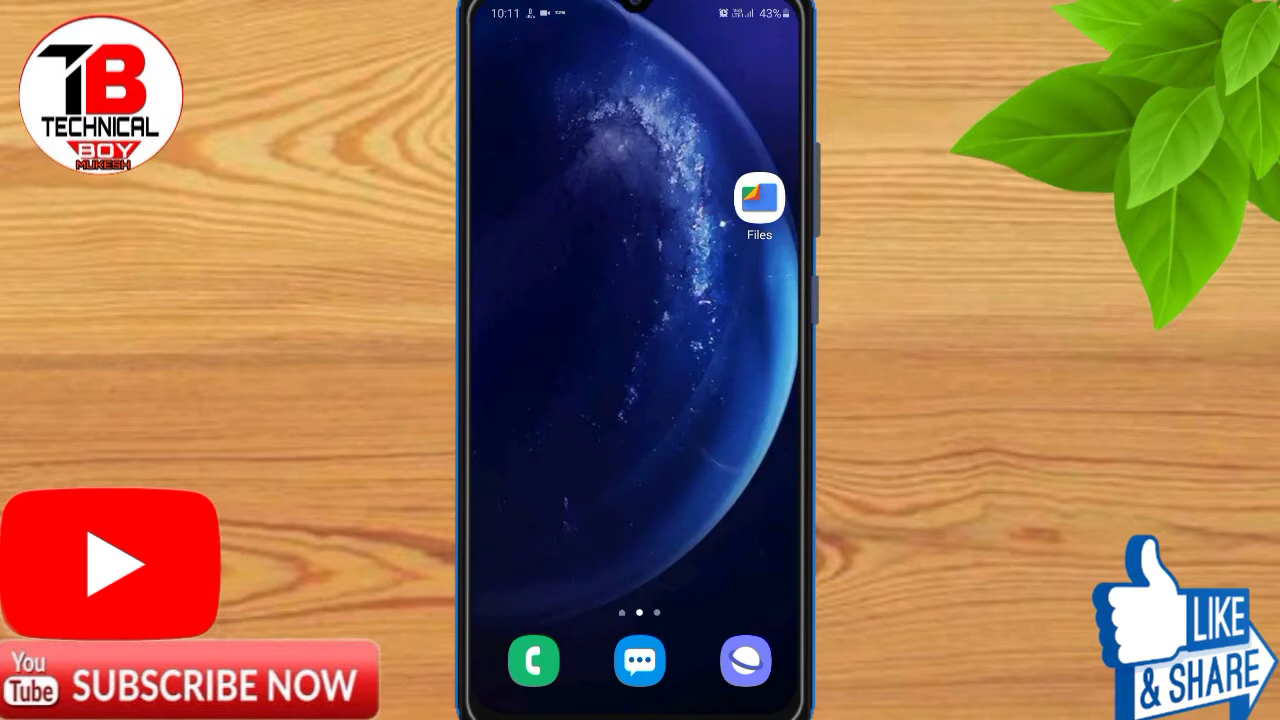 TB
TECHNICAL
BOY
MUKESH
10:11
43%
Files
You
Tube
SUBSCRIBE NOW
LIKE
& SHARE